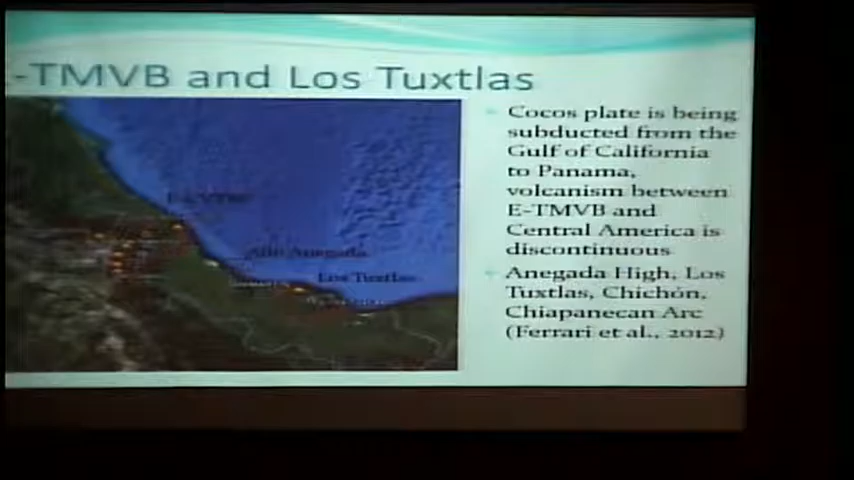 -TMVB and Los Tuxtlas
Cocos plate is being
subducted from the
Gulf of California
to Panama,
volcanism between
E-TMVB and
Central America is
discontinuous
Anegada High, Los
Tuxtlas, Chichón,
Chiapanecan Arc
(Ferrari et al., 2012)
E-TMVB
Alto Anegada
Los Tuxtlas